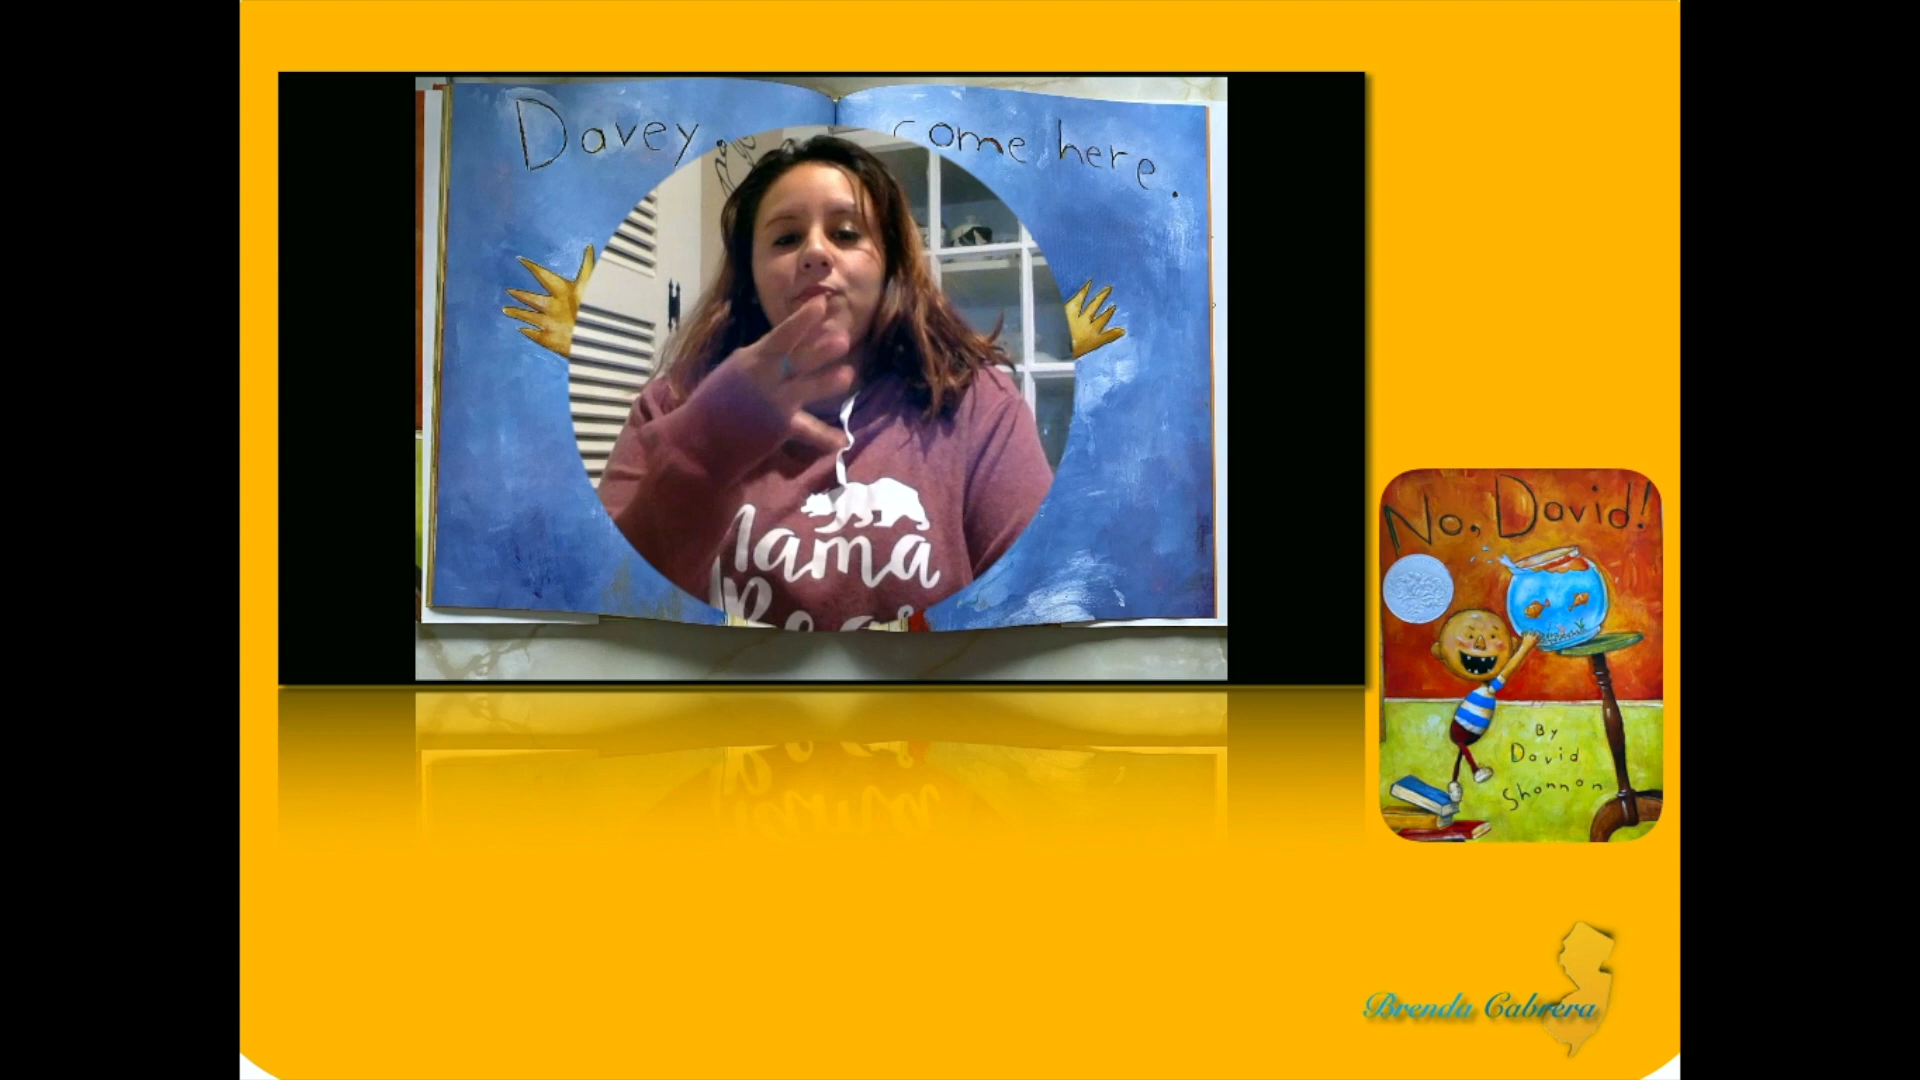 Davey, come here.
Mama
Bear
No, David!
By
David
Shannon
Brenda Cabrera